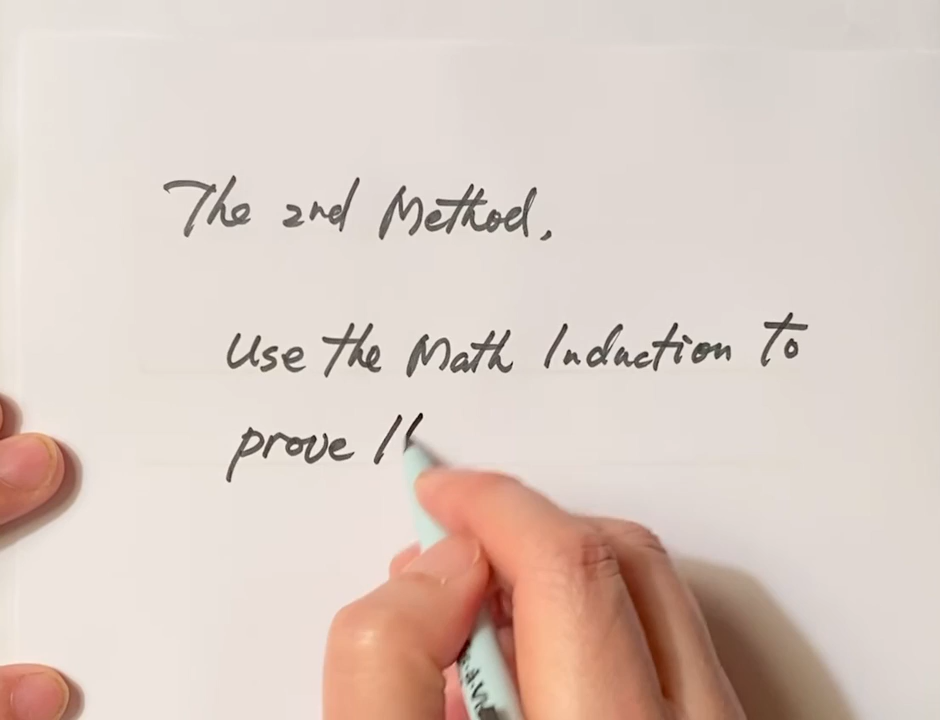 The 2nd Method.
Use the Math Induction To
prove